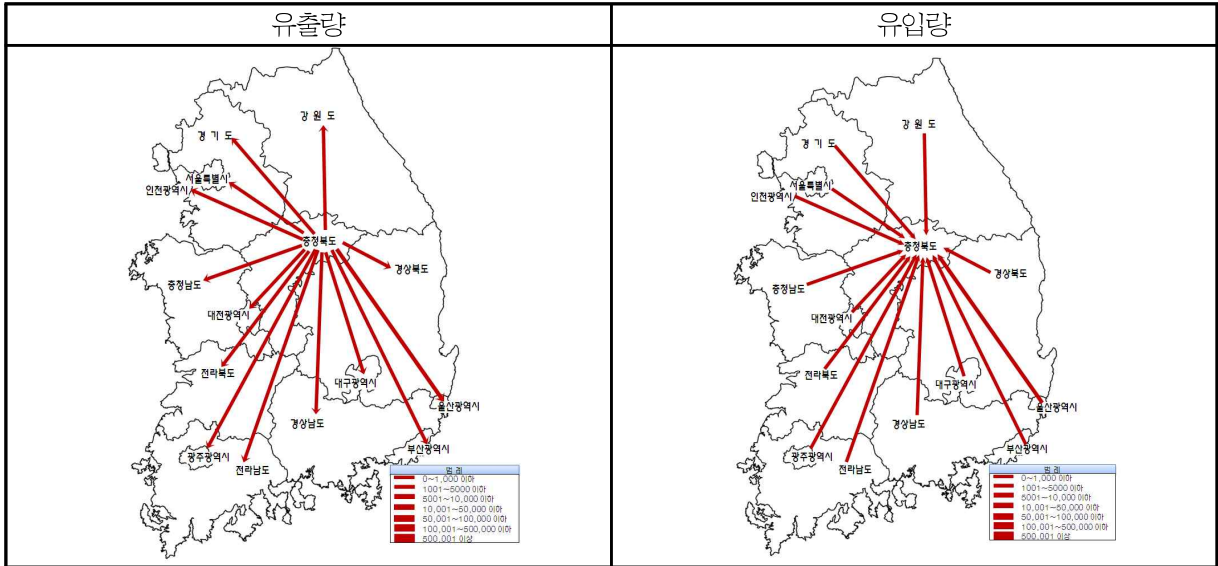 유출량
유입량
강 원 도
경 기 도
서울특별시
인천광역시
충청북도
경상북도
충청남도
대전광역시
전라북도
대구광역시
울산광역시
경상남도
부산광역시
광주광역시
전라남도
범 례
0~1,000 이하
1001~5000 이하
5001~10,000 이하
10,001~50,000 이하
50,001~100,000 이하
100,001~500,000 이하
500,001 이상
강 원 도
경 기 도
서울특별시
인천광역시
충청북도
경상북도
충청남도
대전광역시
전라북도
대구광역시
울산광역시
경상남도
부산광역시
광주광역시
전라남도
범 례
0~1,000 이하
1001~5000 이하
5001~10,000 이하
10,001~50,000 이하
50,001~100,000 이하
100,001~500,000 이하
500,001 이상